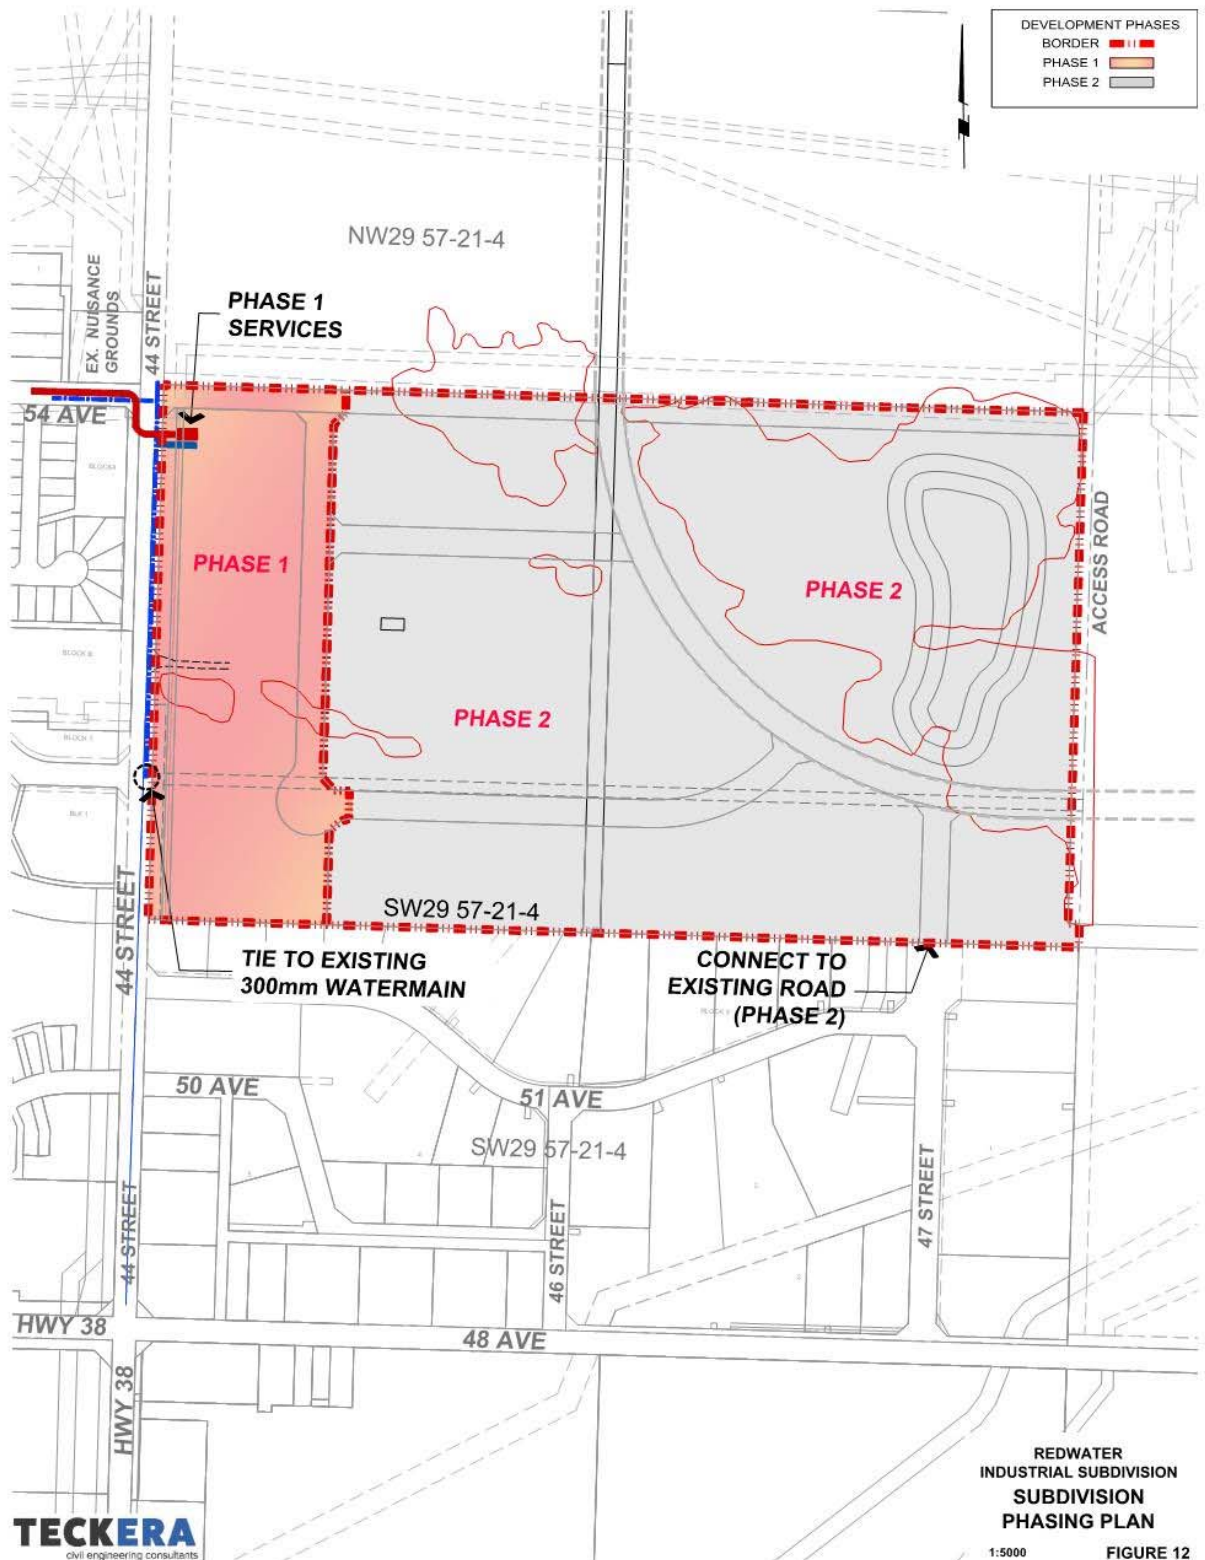 DEVELOPMENT PHASES
BORDER
PHASE 1
PHASE 2
NW29 57-21-4
EX. NUISANCE
GROUNDS
44 STREET
PHASE 1
SERVICES
54 AVE
PHASE 1
PHASE 2
ACCESS ROAD
PHASE 2
BLOCK 6
BLK 1
SW29 57-21-4
44 STREET
TIE TO EXISTING
300mm WATERMAIN
CONNECT TO
EXISTING ROAD
(PHASE 2)
50 AVE
51 AVE
SW29 57-21-4
47 STREET
44 STREET
46 STREET
HWY 38
48 AVE
HWY 38
REDWATER
INDUSTRIAL SUBDIVISION
SUBDIVISION
PHASING PLAN
1:5000
FIGURE 12
TECKERA
civil engineering consultants